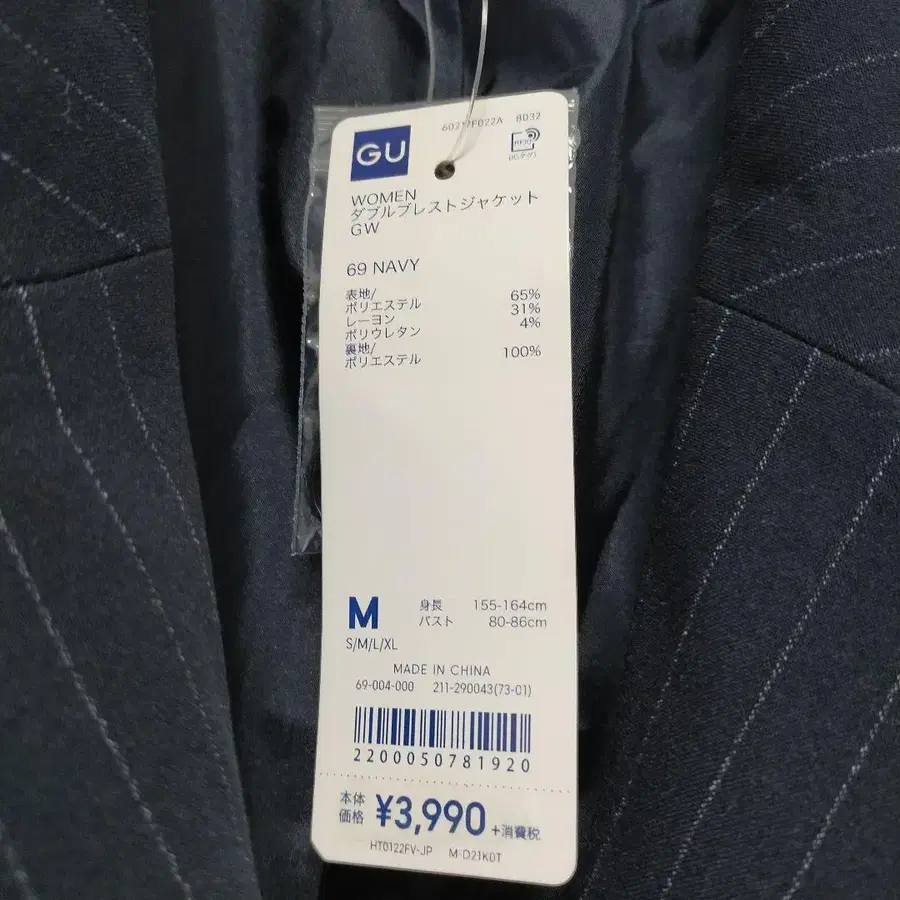 8032
GU
RFID
WOMEN
ダブルブレストジャケット
GW
69 NAVY
表地/
ポリエステル 65%
レーヨン 31%
ポリウレタン 4%
裏地/
ポリエステル 100%
M 身長 155-164cm
バスト 80-86cm
S/M/L/XL
MADE IN CHINA
69-004-000 211-290043(73-01)
2200050781920
本体価格 ¥3,990 +消費税
HT0122FV-JP